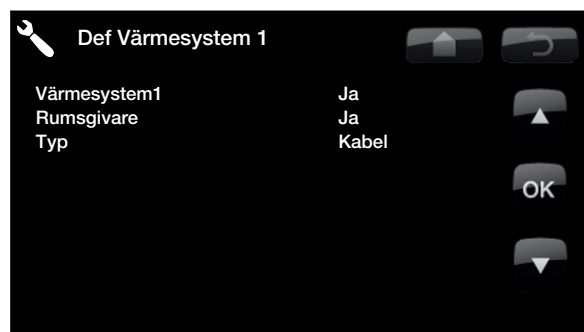 Def Värmesystem 1
Värmesystem1 Ja
Rumsgivare Ja
Typ Kabel
OK